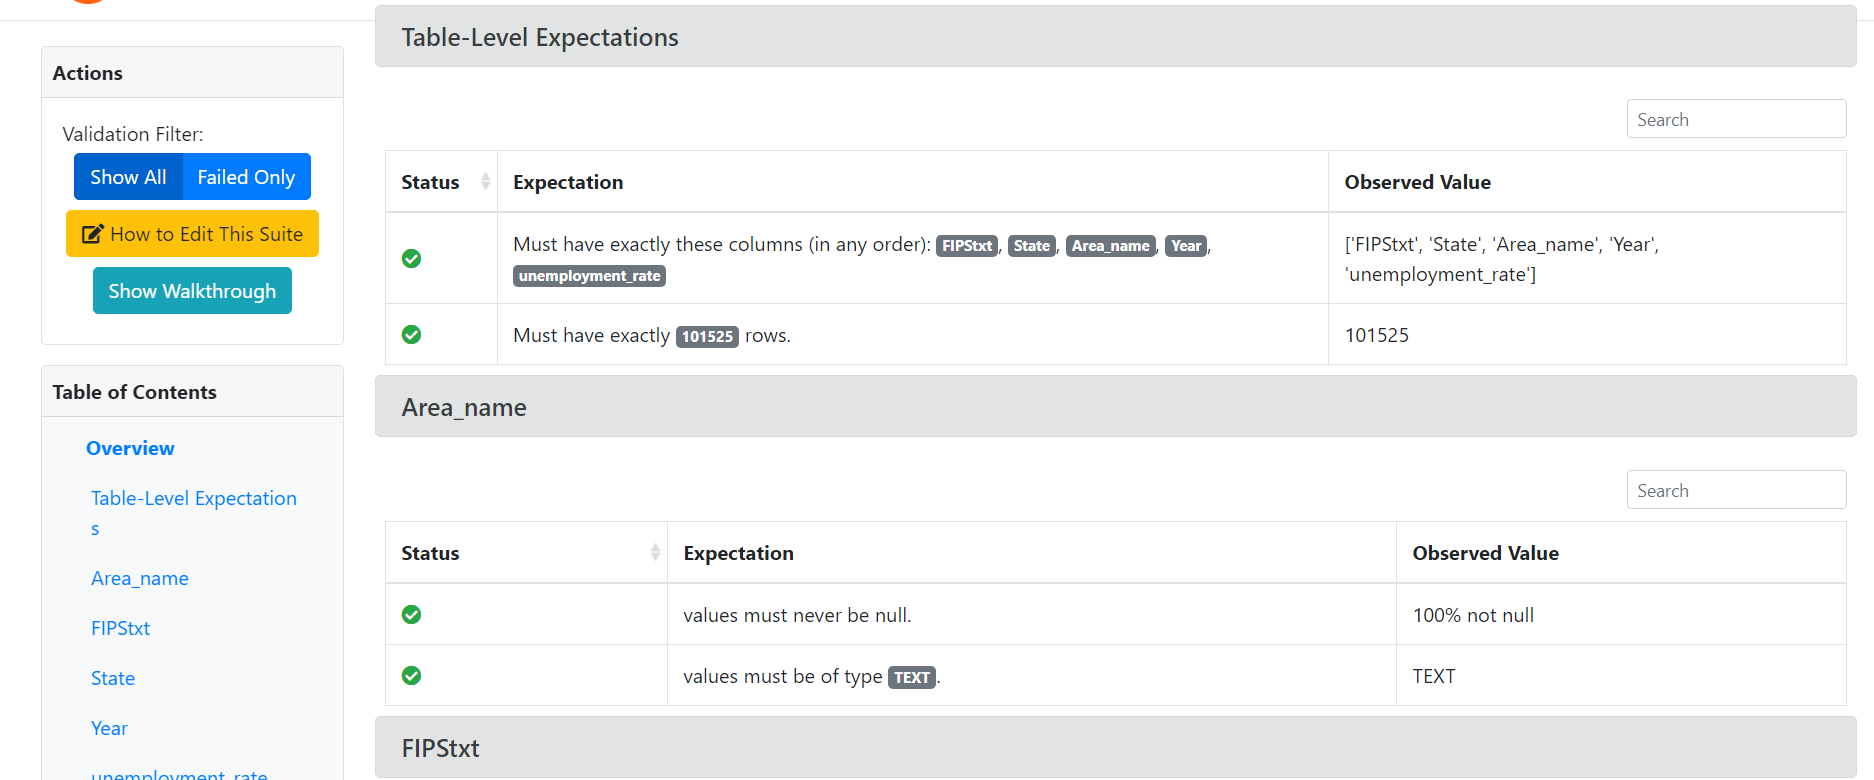 Actions
Validation Filter:
Show All Failed Only
How to Edit This Suite
Show Walkthrough
Table of Contents
Overview
Table-Level Expectation
s
Area_name
FIPStxt
State
Year
unemployment_rate
Table-Level Expectations
Search
Status Expectation Observed Value
Must have exactly these columns (in any order): FIPStxt, State, Area_name, Year, ['FIPStxt', 'State', 'Area_name', 'Year',
unemployment_rate 'unemployment_rate']
Must have exactly 101525 rows. 101525
Area_name
Search
Status Expectation Observed Value
values must never be null. 100% not null
values must be of type TEXT. TEXT
FIPStxt